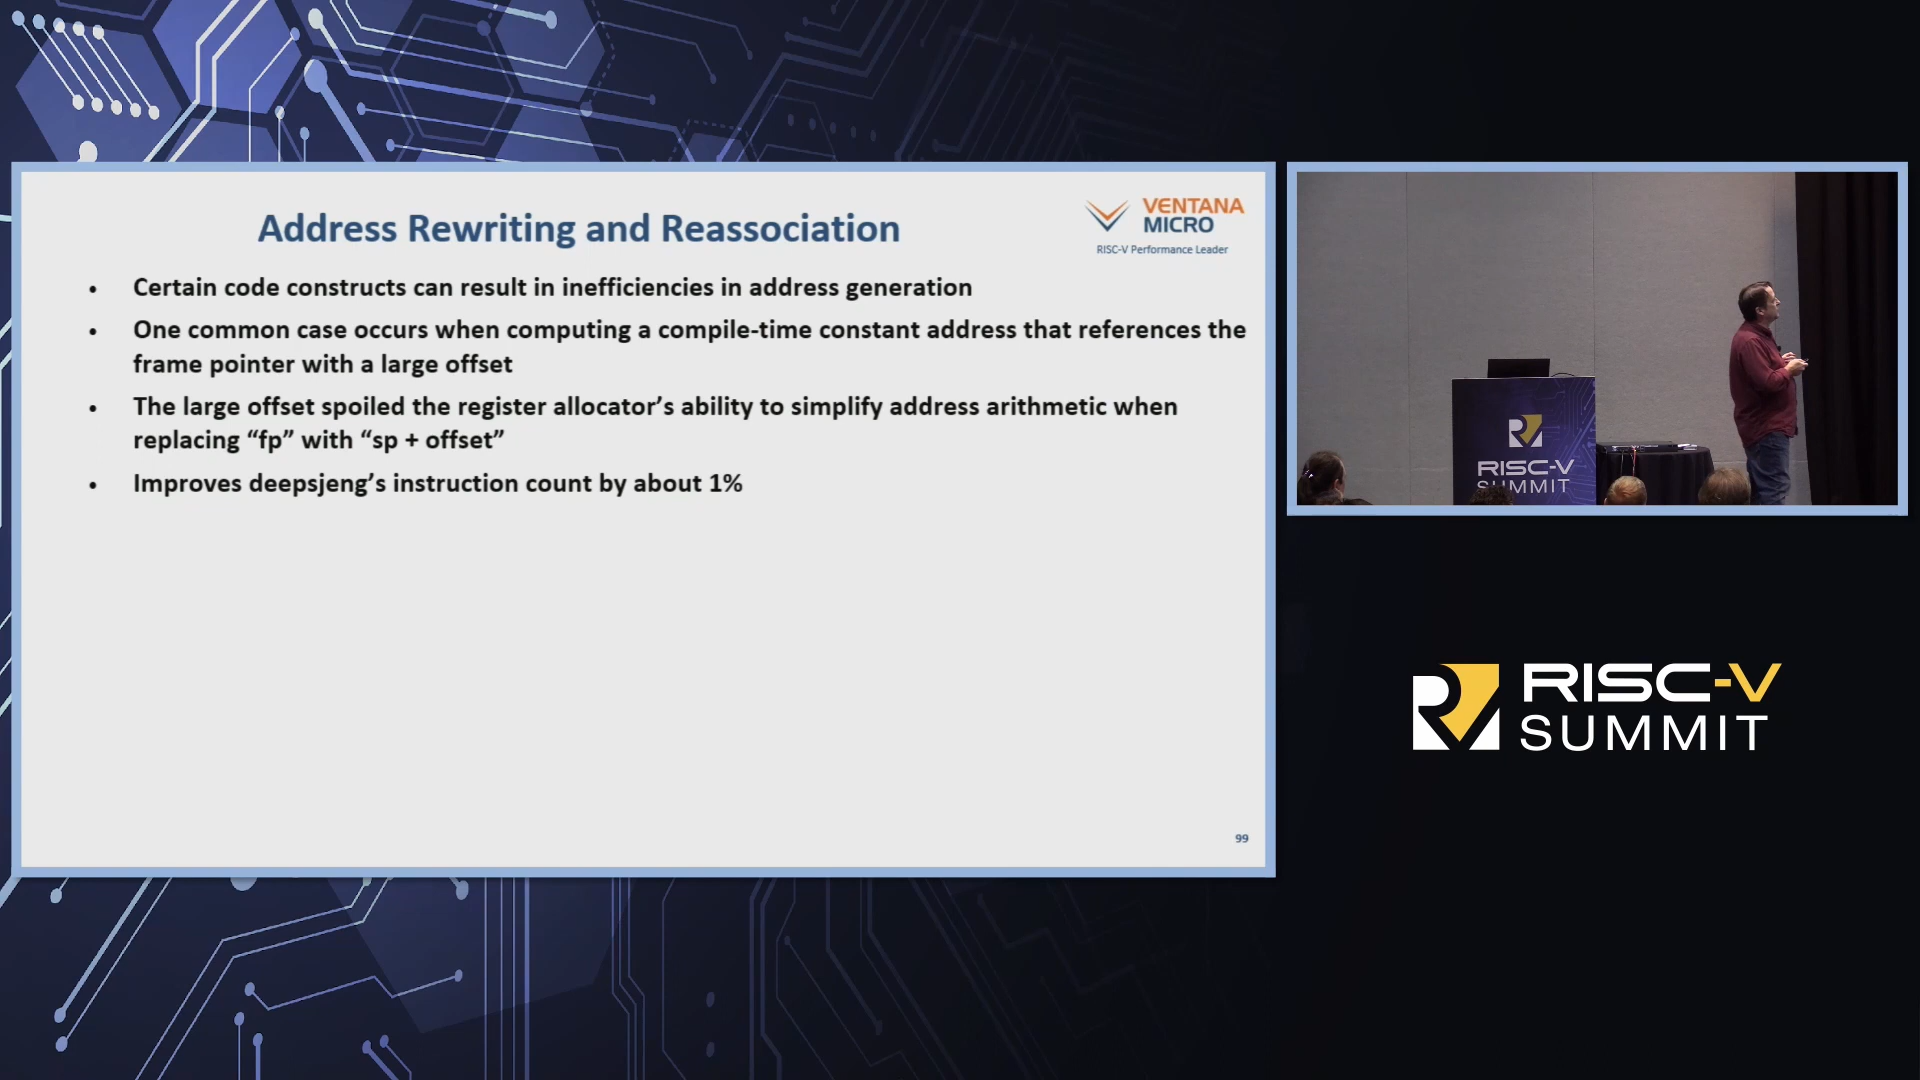 Address Rewriting and Reassociation
VENTANA
MICRO
RISC-V Performance Leader
• Certain code constructs can result in inefficiencies in address generation
• One common case occurs when computing a compile-time constant address that references the
frame pointer with a large offset
• The large offset spoiled the register allocator’s ability to simplify address arithmetic when
replacing “fp” with “sp + offset”
• Improves deepsjeng’s instruction count by about 1%
99
RISC-V
SUMMIT
RISC-V
SUMMIT